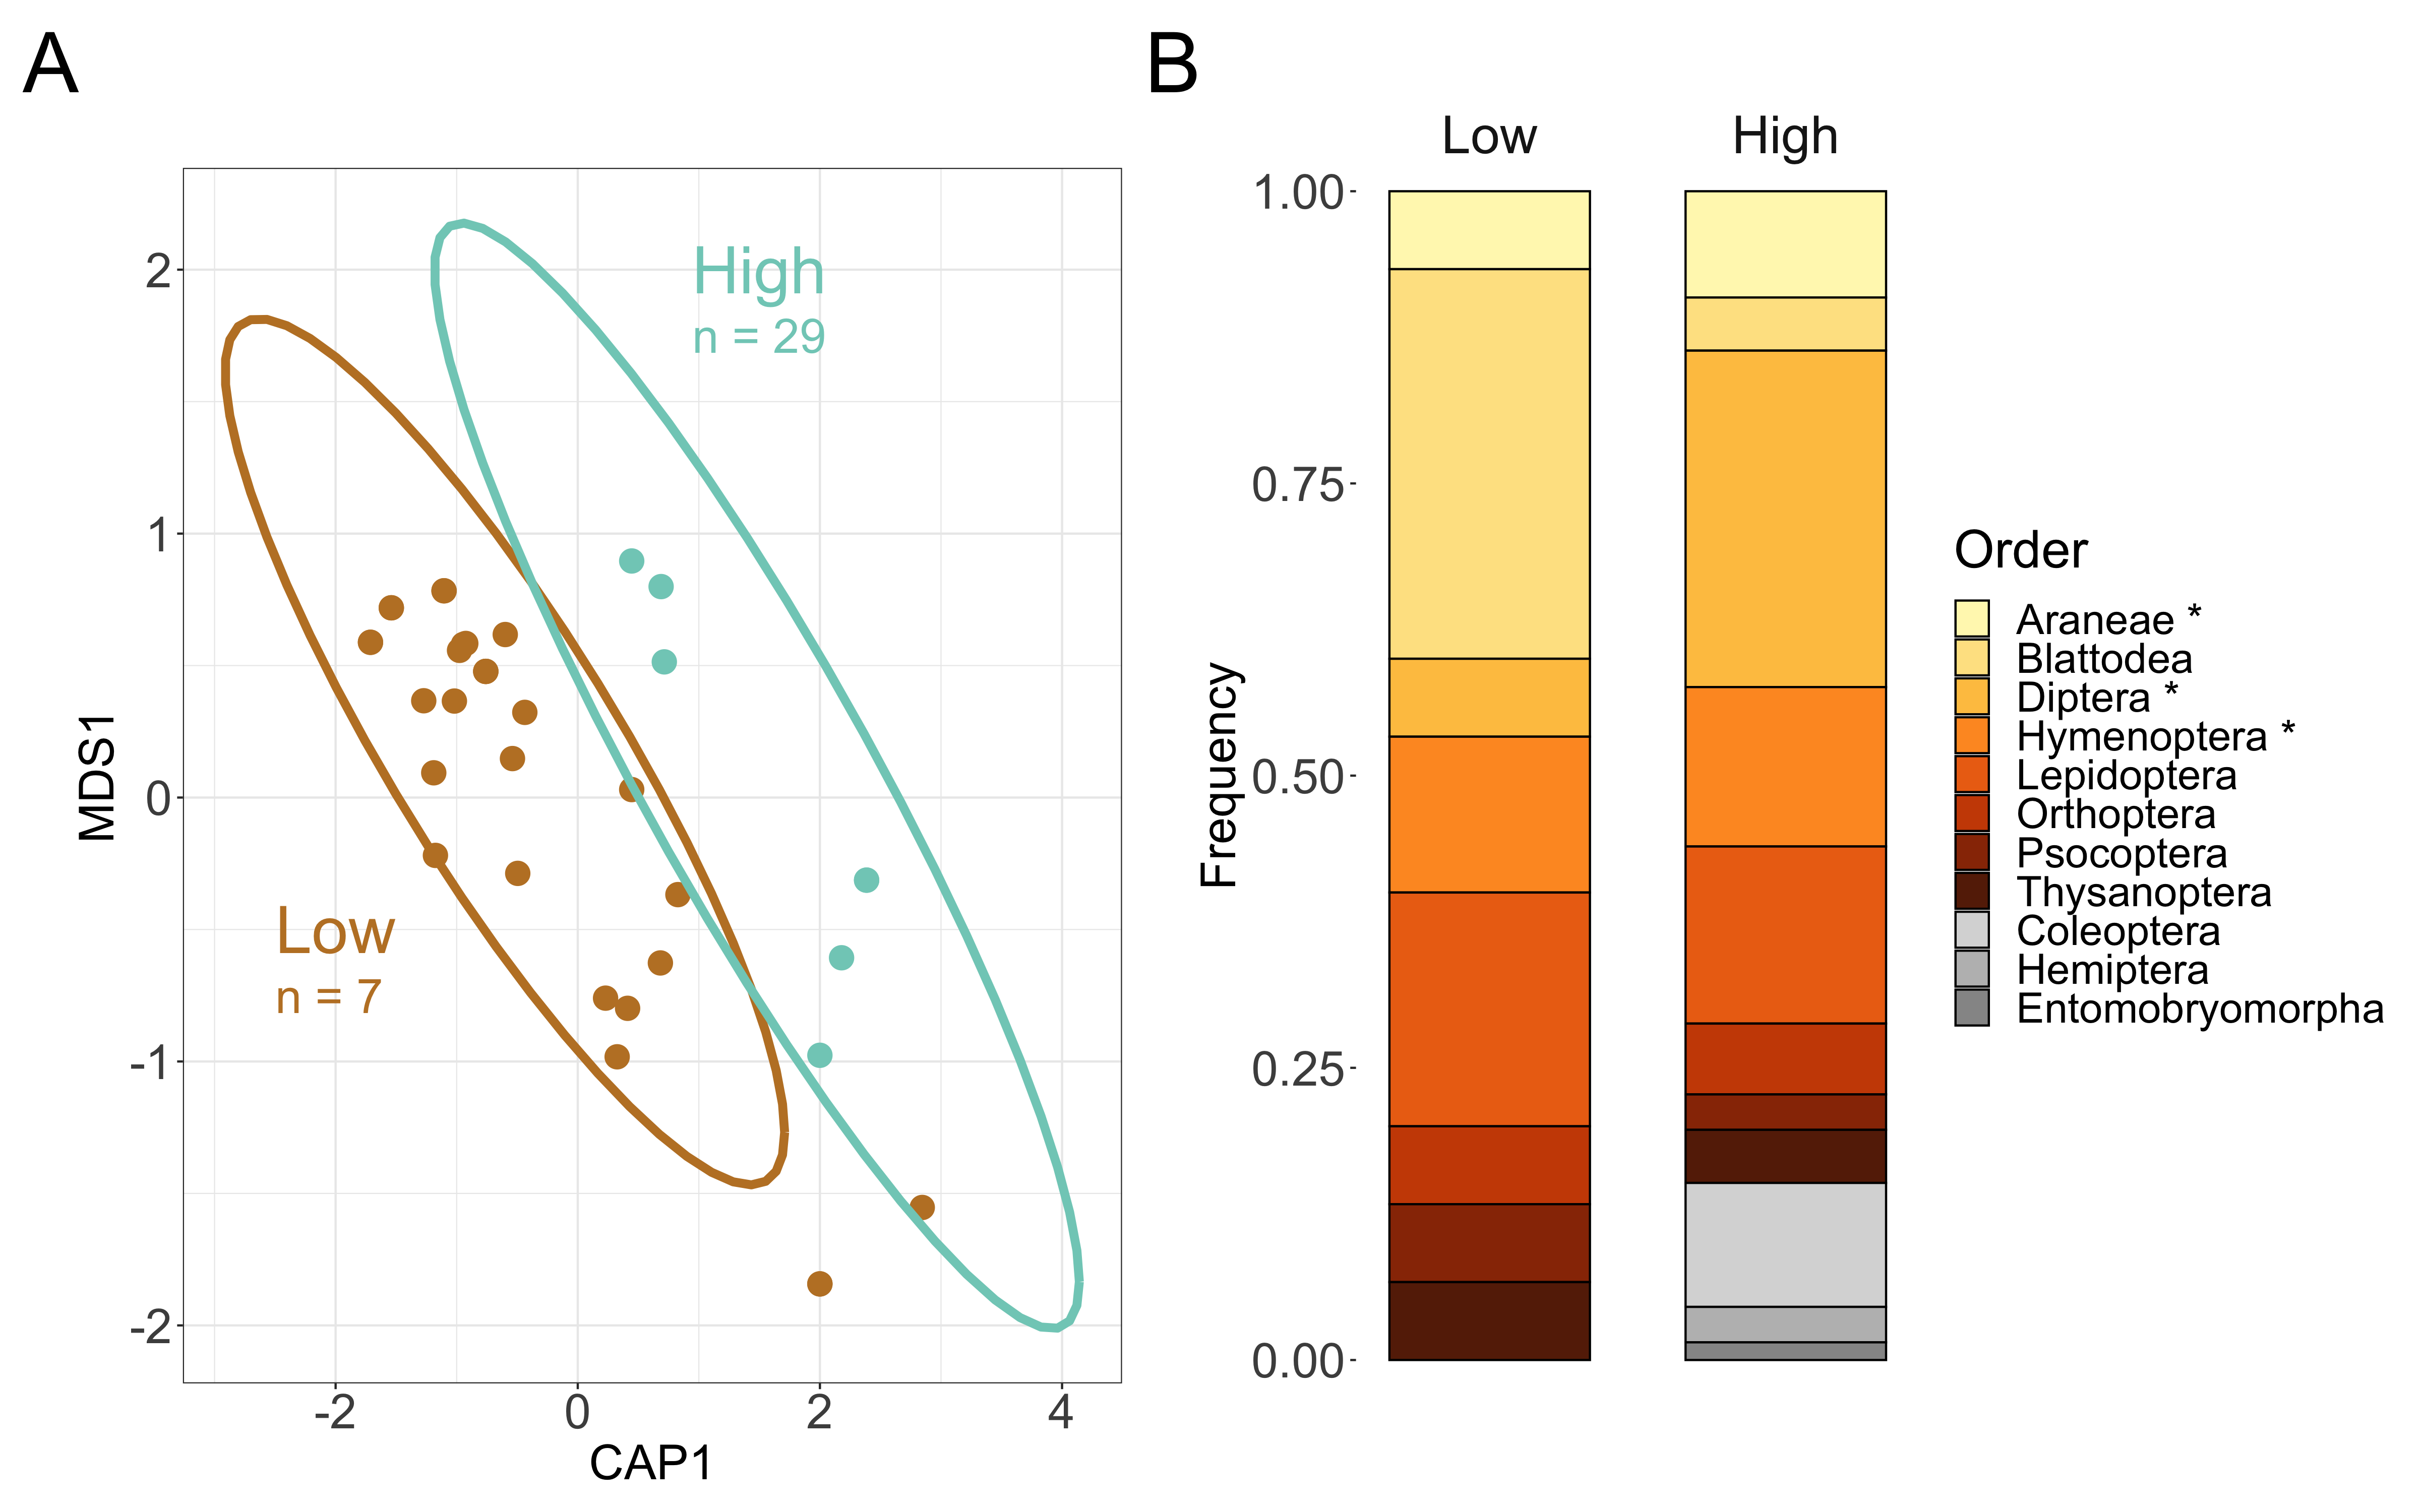 A
High
n = 29
Low
n = 7
2
1
0
-1
-2
MDS1
-2
0
2
4
CAP1
B
Low
High
1.00
0.75
0.50
0.25
0.00
Frequency
Order
Araneae *
Blattodea
Diptera *
Hymenoptera *
Lepidoptera
Orthoptera
Psocoptera
Thysanoptera
Coleoptera
Hemiptera
Entomobryomorpha